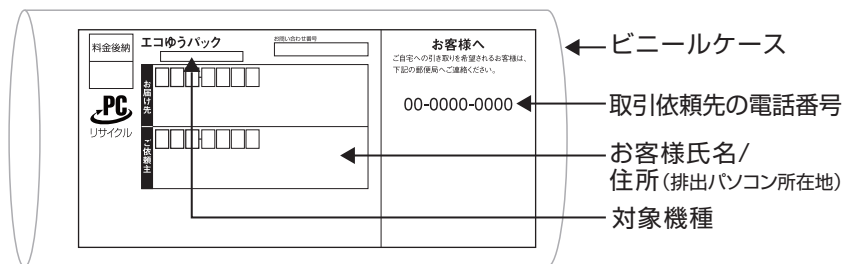 料金後納
エコゆうパック
お問い合わせ番号
お届け先
PC
リサイクル
ご依頼主
お客様へ
ご自宅への引き取りを希望されるお客様は、
下記の郵便局へご連絡ください。
00-0000-0000
ビニールケース
取引依頼先の電話番号
お客様氏名/
住所(排出パソコン所在地)
対象機種